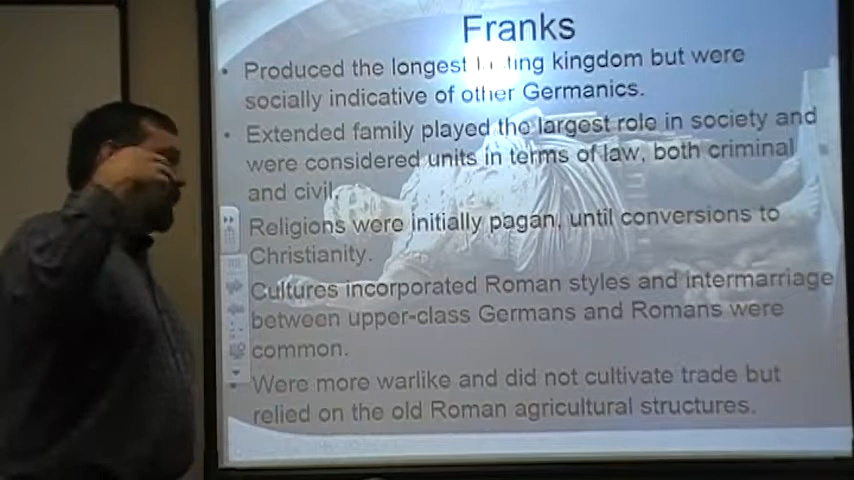 Franks
• Produced the longest lasting kingdom but were
socially indicative of other Germanics.
• Extended family played the largest role in society and
were considered units in terms of law, both criminal
and civil.
Religions were initially pagan, until conversions to
Christianity.
Cultures incorporated Roman styles and intermarriage
between upper-class Germans and Romans were
common.
Were more warlike and did not cultivate trade but
relied on the old Roman agricultural structures.